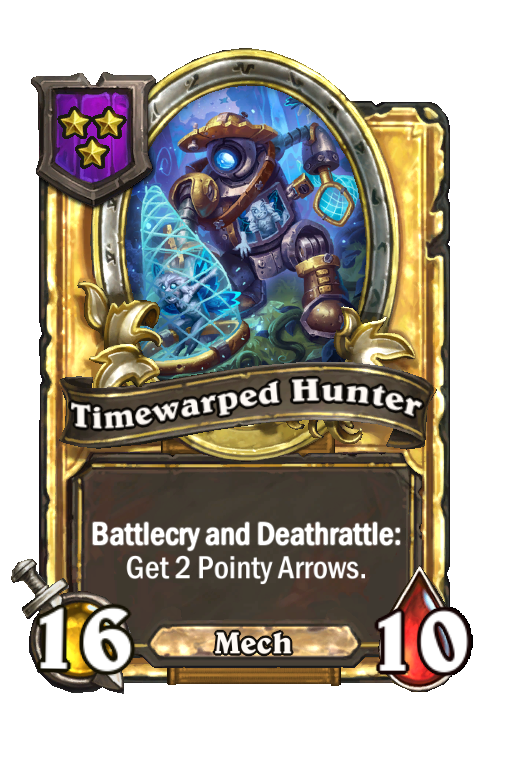 Timewarped Hunter
Battlecry and Deathrattle:
Get 2 Pointy Arrows.
16
Mech
10